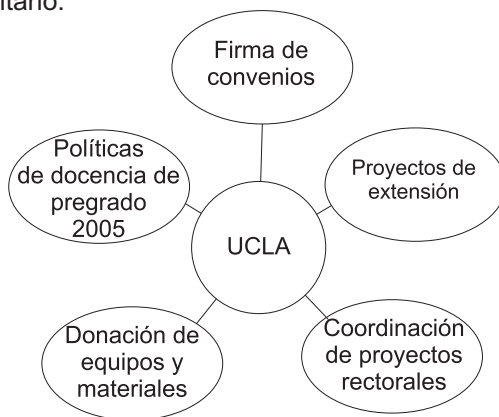 Firma de
convenios
Políticas
de docencia de
pregrado
2005
Proyectos de
extensión
UCLA
Donación de
equipos y
materiales
Coordinación
de proyectos
rectorales